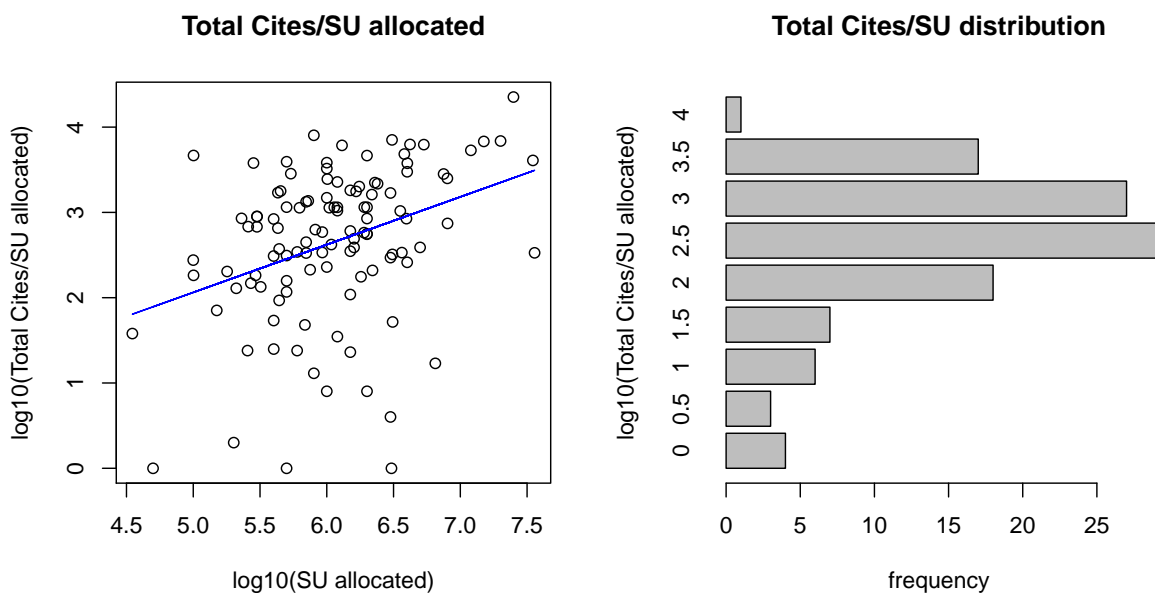 Total Cites/SU allocated
log10(Total Cites/SU allocated)
4
3
2
1
0
4.5 5.0 5.5 6.0 6.5 7.0 7.5
log10(SU allocated)
Total Cites/SU distribution
log10(Total Cites/SU allocated)
4
3.5
3
2.5
2
1.5
1
0.5
0
0 5 10 15 20 25
frequency